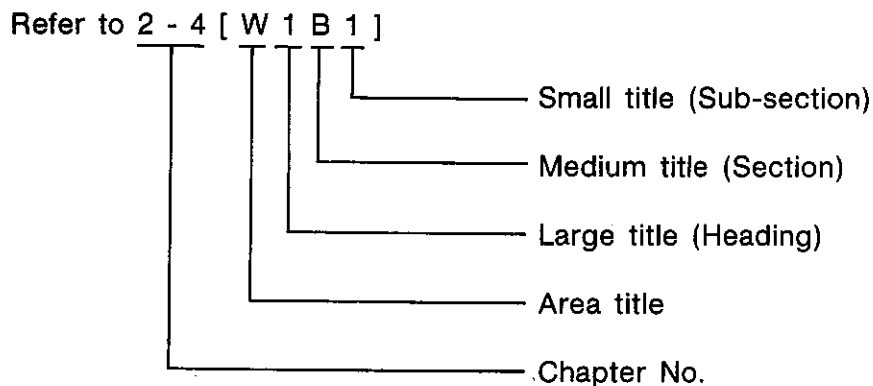 Refer to 2 - 4 [ W 1 B 1 ]
Small title (Sub-section)
Medium title (Section)
Large title (Heading)
Area title
Chapter No.